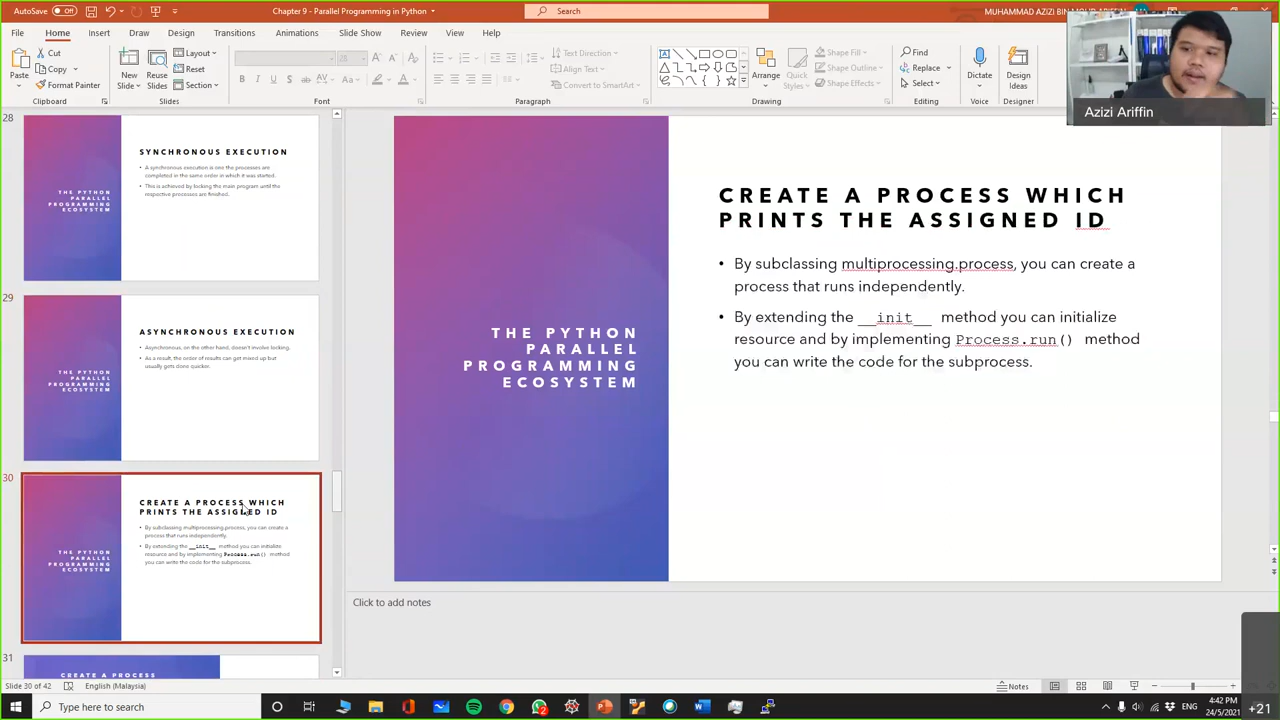 AutoSave Off
Chapter 9 - Parallel Programming in Python
Search
File Home Insert Draw Design Transitions Animations Slide Show Review View Help
Paste
Cut
Copy
Format Painter
Clipboard
New Slide
Reuse Slides
Layout
Reset
Section
Slides
Font
Text Direction
Align Text
Convert to SmartArt
Paragraph
Arrange
Quick Styles
Shape Fill
Shape Outline
Shape Effects
Drawing
Find
Replace
Select
Editing
Dictate
Voice
Design Ideas
Designer
Azizi Ariffin
28
SYNCHRONOUS EXECUTION
• A synchronous execution is one the processes are
completed in the same order in which it was started.
• This is achieved by locking the main program until the
respective processes are finished.
THE PYTHON
PARALLEL
PROGRAMMING
ECOSYSTEM
29
ASYNCHRONOUS EXECUTION
• Asynchronous, on the other hand, doesn't involve locking.
• As a result, the order of results can get mixed up but
usually gets done quicker.
THE PYTHON
PARALLEL
PROGRAMMING
ECOSYSTEM
30
CREATE A PROCESS WHICH
PRINTS THE ASSIGNED ID
• By subclassing multiprocessing.process, you can create a
process that runs independently.
• By extending the __init__ method you can initialize
resource and by implementing Process.run() method
you can write the code for the subprocess.
THE PYTHON
PARALLEL
PROGRAMMING
ECOSYSTEM
31
CREATE A PROCESS
CREATE A PROCESS WHICH
PRINTS THE ASSIGNED ID
• By subclassing multiprocessing.process, you can create a
process that runs independently.
• By extending the __init__ method you can initialize
resource and by implementing Process.run() method
you can write the code for the subprocess.
THE PYTHON
PARALLEL
PROGRAMMING
ECOSYSTEM
Click to add notes
Slide 30 of 42
English (Malaysia)
Notes
Type here to search
4:42 PM
24/5/2021
+21